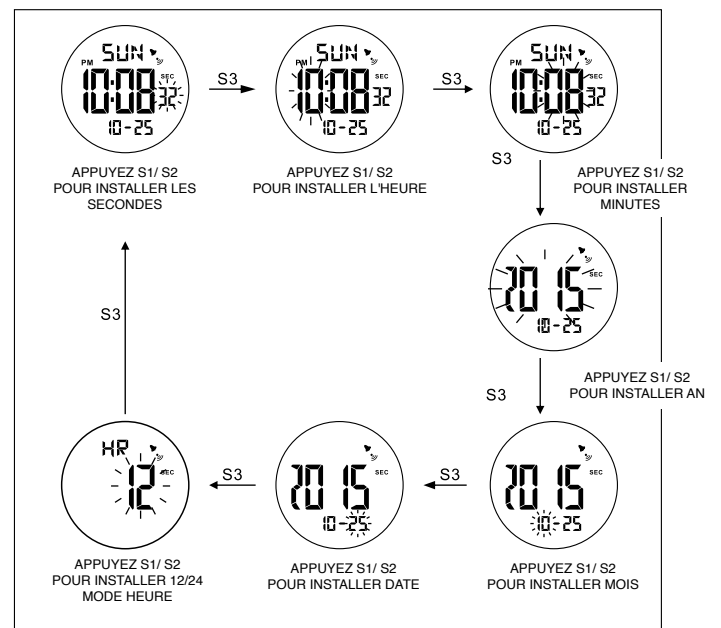 SUN
PM
SEC
10:08 32
10-25
S3
SUN
PM
10:08 32
10-25
S3
SUN
PM
SEC
10:08 32
10-25
APPUYEZ S1/ S2
POUR INSTALLER LES
SECONDES
APPUYEZ S1/ S2
POUR INSTALLER L'HEURE
S3
APPUYEZ S1/ S2
POUR INSTALLER
MINUTES
SEC
2015
10-25
S3
APPUYEZ S1/ S2
POUR INSTALLER AN
SEC
2015
10-25
APPUYEZ S1/ S2
POUR INSTALLER MOIS
S3
SEC
2015
10-25
APPUYEZ S1/ S2
POUR INSTALLER DATE
S3
HR
SEC
12
APPUYEZ S1/ S2
POUR INSTALLER 12/24
MODE HEURE
S3